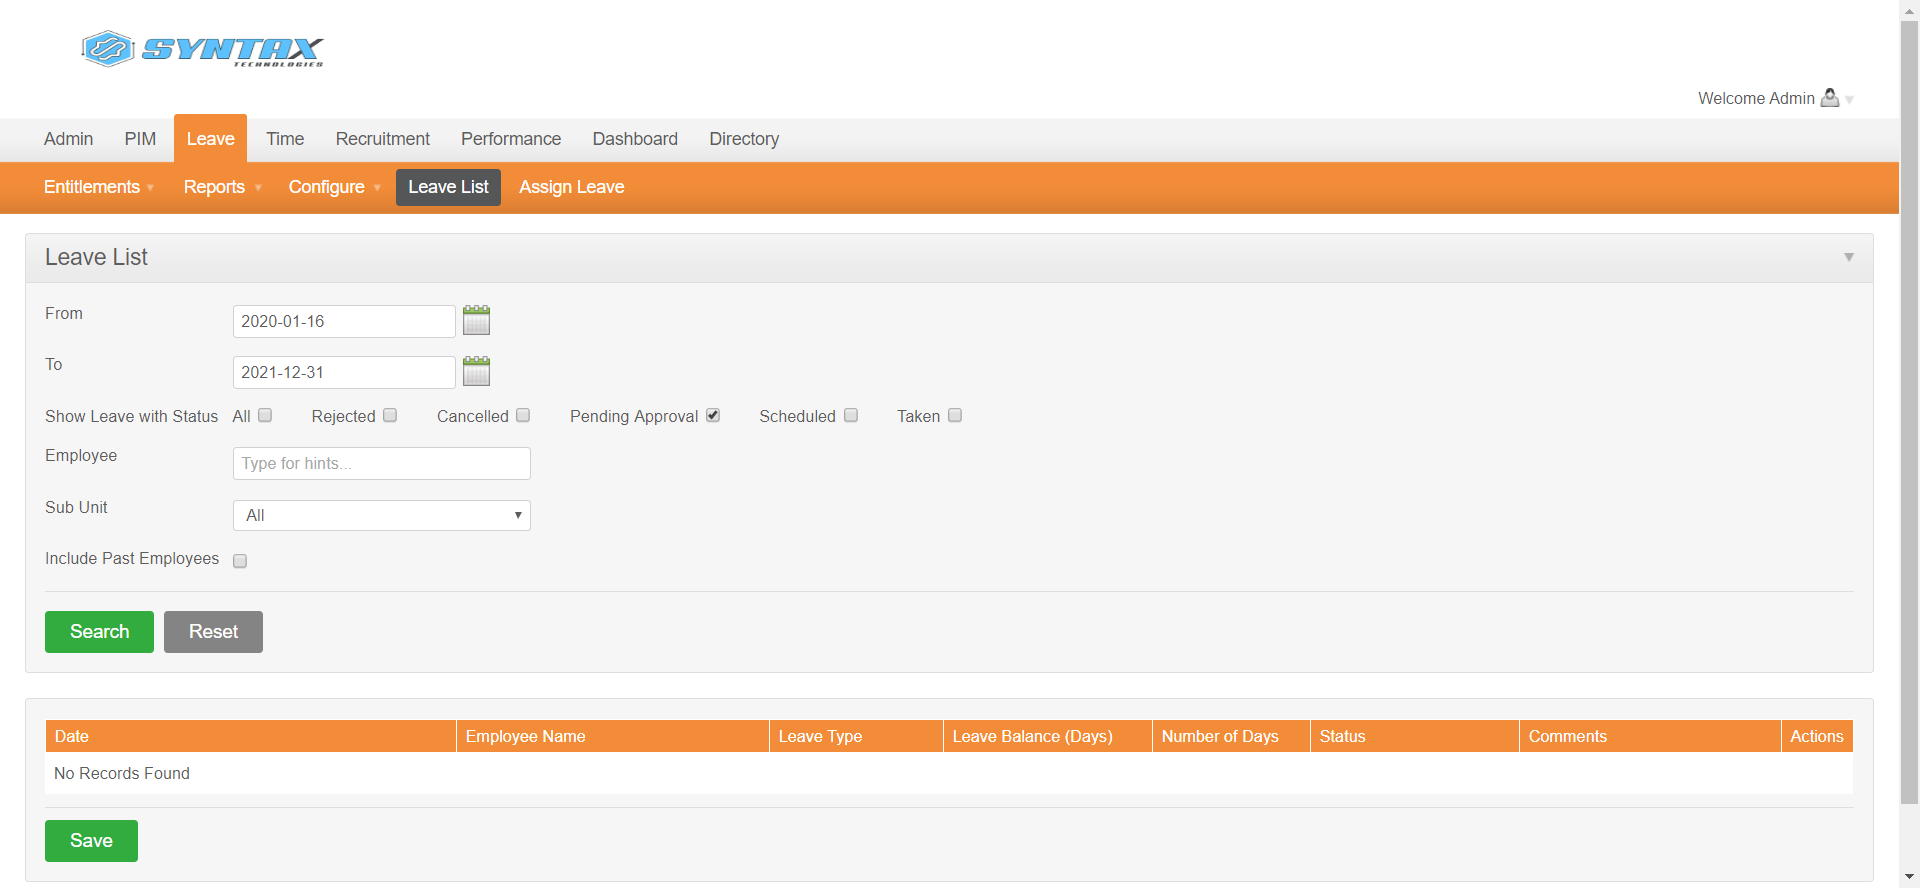 SYNTAX
TECHNOLOGIES
Welcome Admin
Admin PIM Leave Time Recruitment Performance Dashboard Directory
Entitlements Reports Configure Leave List Assign Leave
Leave List
From 2020-01-16
To 2021-12-31
Show Leave with Status All Rejected Cancelled Pending Approval Scheduled Taken
Employee Type for hints...
Sub Unit All
Include Past Employees
Search Reset
Date Employee Name Leave Type Leave Balance (Days) Number of Days Status Comments Actions
No Records Found
Save